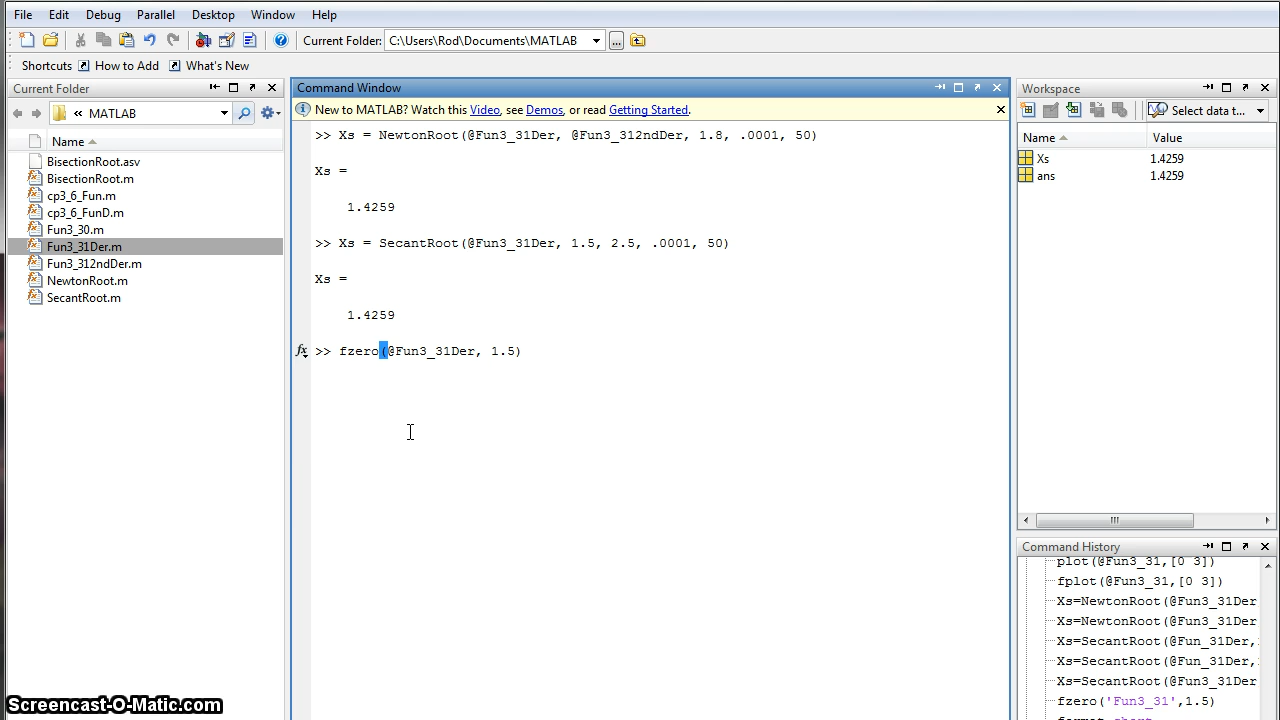 File Edit Debug Parallel Desktop Window Help
Current Folder: C:\Users\Rod\Documents\MATLAB ...
Shortcuts How to Add What's New
Current Folder
« MATLAB
Name
BisectionRoot.asv
BisectionRoot.m
cp3_6_Fun.m
cp3_6_FunD.m
Fun3_30.m
Fun3_31Der.m
Fun3_312ndDer.m
NewtonRoot.m
SecantRoot.m
Command Window
New to MATLAB? Watch this Video, see Demos, or read Getting Started.
>> Xs = NewtonRoot(@Fun3_31Der, @Fun3_312ndDer, 1.8, .0001, 50)
Xs =
1.4259
>> Xs = SecantRoot(@Fun3_31Der, 1.5, 2.5, .0001, 50)
Xs =
1.4259
fx >> fzero(@Fun3_31Der, 1.5)
Workspace
Select data t...
Name Value
Xs 1.4259
ans 1.4259
Command History
plot(@Fun3_31,[0 3])
fplot(@Fun3_31,[0 3])
Xs=NewtonRoot(@Fun3_31Der
Xs=NewtonRoot(@Fun3_31Der
Xs=SecantRoot(@Fun_31Der,
Xs=SecantRoot(@Fun_31Der,
Xs=SecantRoot(@Fun3_31Der
fzero('Fun3_31',1.5)
format short
Screencast-O-Matic.com